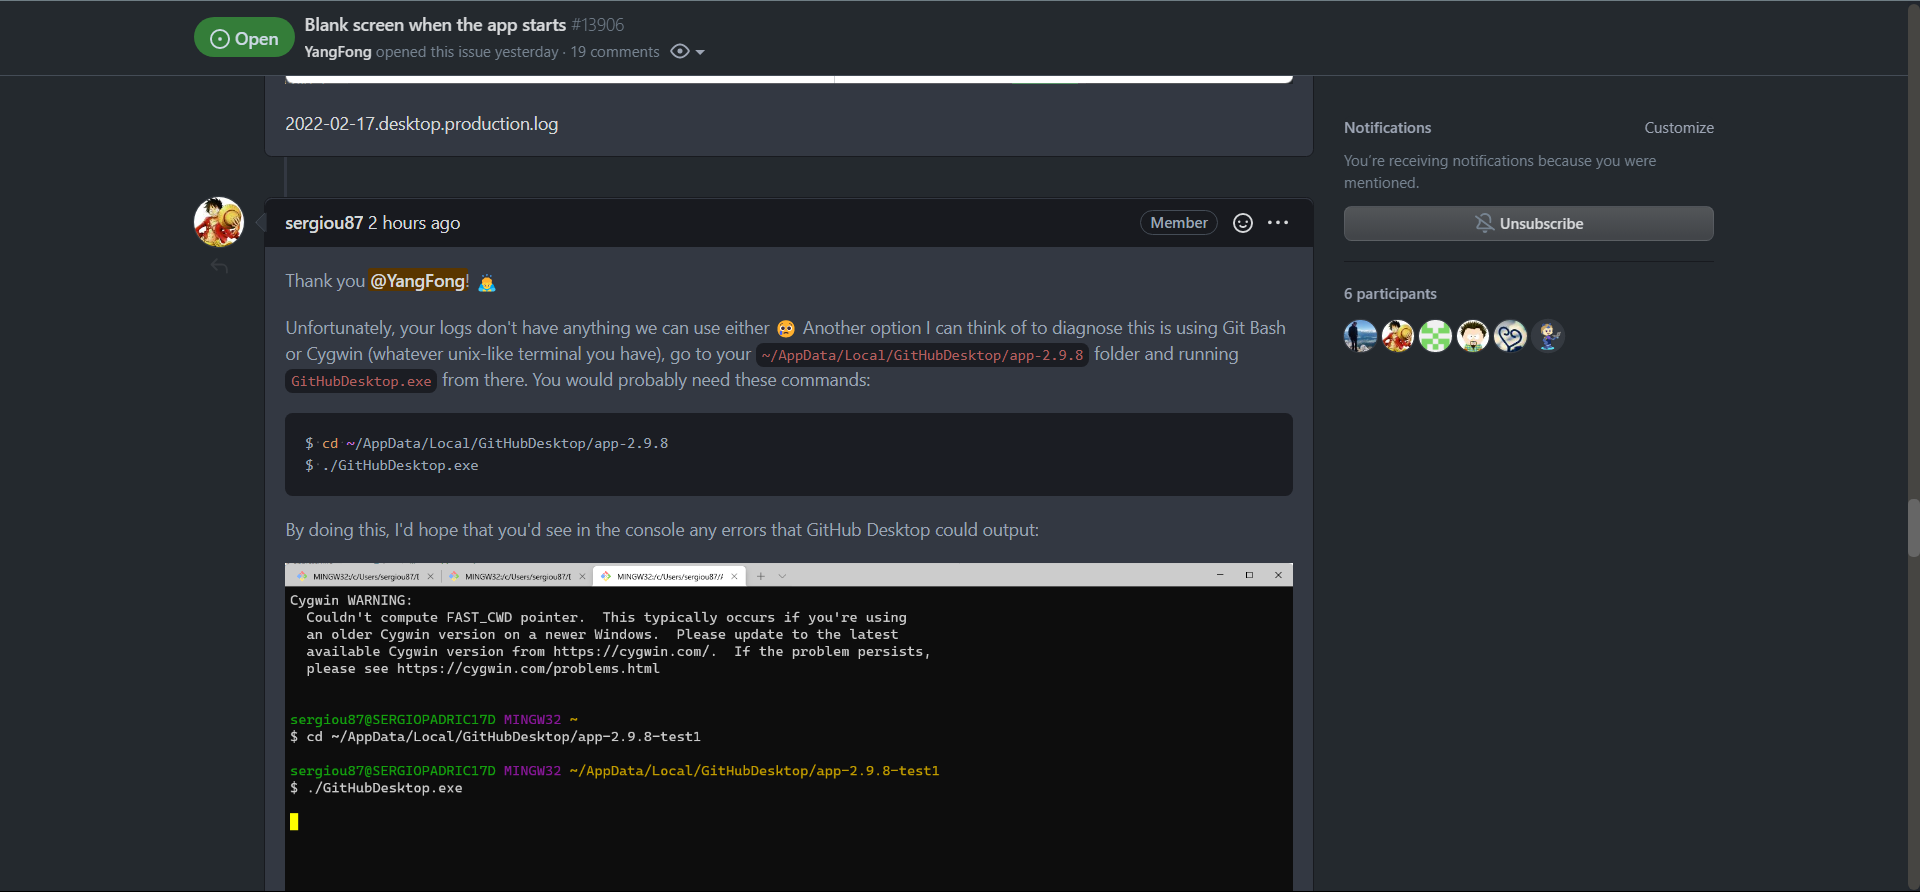 Open
Blank screen when the app starts #13906
YangFong opened this issue yesterday · 19 comments
2022-02-17.desktop.production.log
Notifications
Customize
You're receiving notifications because you were
mentioned.
Unsubscribe
6 participants
sergiou87 2 hours ago
Member
Thank you @YangFong!
Unfortunately, your logs don't have anything we can use either 😢 Another option I can think of to diagnose this is using Git Bash
or Cygwin (whatever unix-like terminal you have), go to your ~/AppData/Local/GitHubDesktop/app-2.9.8 folder and running
GitHubDesktop.exe from there. You would probably need these commands:
$ cd ~/AppData/Local/GitHubDesktop/app-2.9.8
$ ./GitHubDesktop.exe
By doing this, I'd hope that you'd see in the console any errors that GitHub Desktop could output:
MINGW32:/c/Users/sergiou87/I
MINGW32:/c/Users/sergiou87/I
MINGW32:/c/Users/sergiou87/A
Cygwin WARNING:
Couldn't compute FAST_CWD pointer. This typically occurs if you're using
an older Cygwin version on a newer Windows. Please update to the latest
available Cygwin version from https://cygwin.com/. If the problem persists,
please see https://cygwin.com/problems.html
sergiou87@SERGIOPADRIC17D MINGW32 ~
$ cd ~/AppData/Local/GitHubDesktop/app-2.9.8-test1
sergiou87@SERGIOPADRIC17D MINGW32 ~/AppData/Local/GitHubDesktop/app-2.9.8-test1
$ ./GitHubDesktop.exe